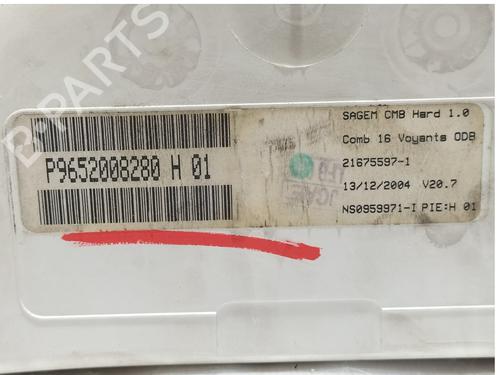 P9652008280 H 01
SAGEM CMB Hard 1.0
Comb 16 Voyants ODB
21675597-1
13/12/2004 V20.7
NS0959971-I PIE:H 01
B-PARTS